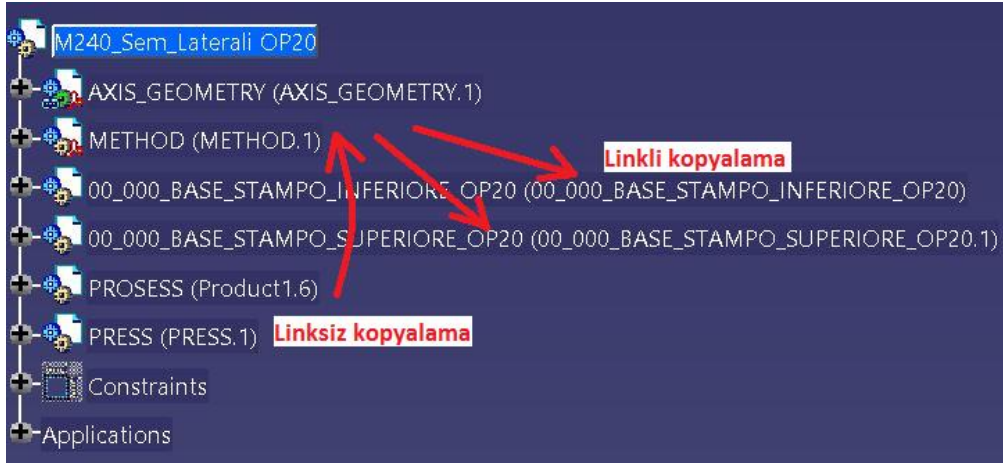 M240_Sem_Laterali OP20
AXIS_GEOMETRY (AXIS_GEOMETRY.1)
METHOD (METHOD.1)
Linkli kopyalama
00_000_BASE_STAMPO_INFERIORE_OP20 (00_000_BASE_STAMPO_INFERIORE_OP20)
00_000_BASE_STAMPO_SUPERIORE_OP20 (00_000_BASE_STAMPO_SUPERIORE_OP20.1)
PROSESS (Product1.6)
PRESS (PRESS.1) Linksiz kopyalama
Constraints
Applications